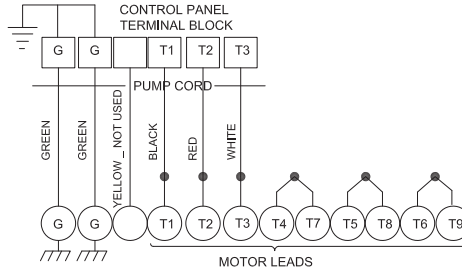 CONTROL PANEL
TERMINAL BLOCK
G G T1 T2 T3
PUMP CORD
GREEN
GREEN
YELLOW _ NOT USED
BLACK
RED
WHITE
G G T1 T2 T3 T4 T7 T5 T8 T6 T9
MOTOR LEADS